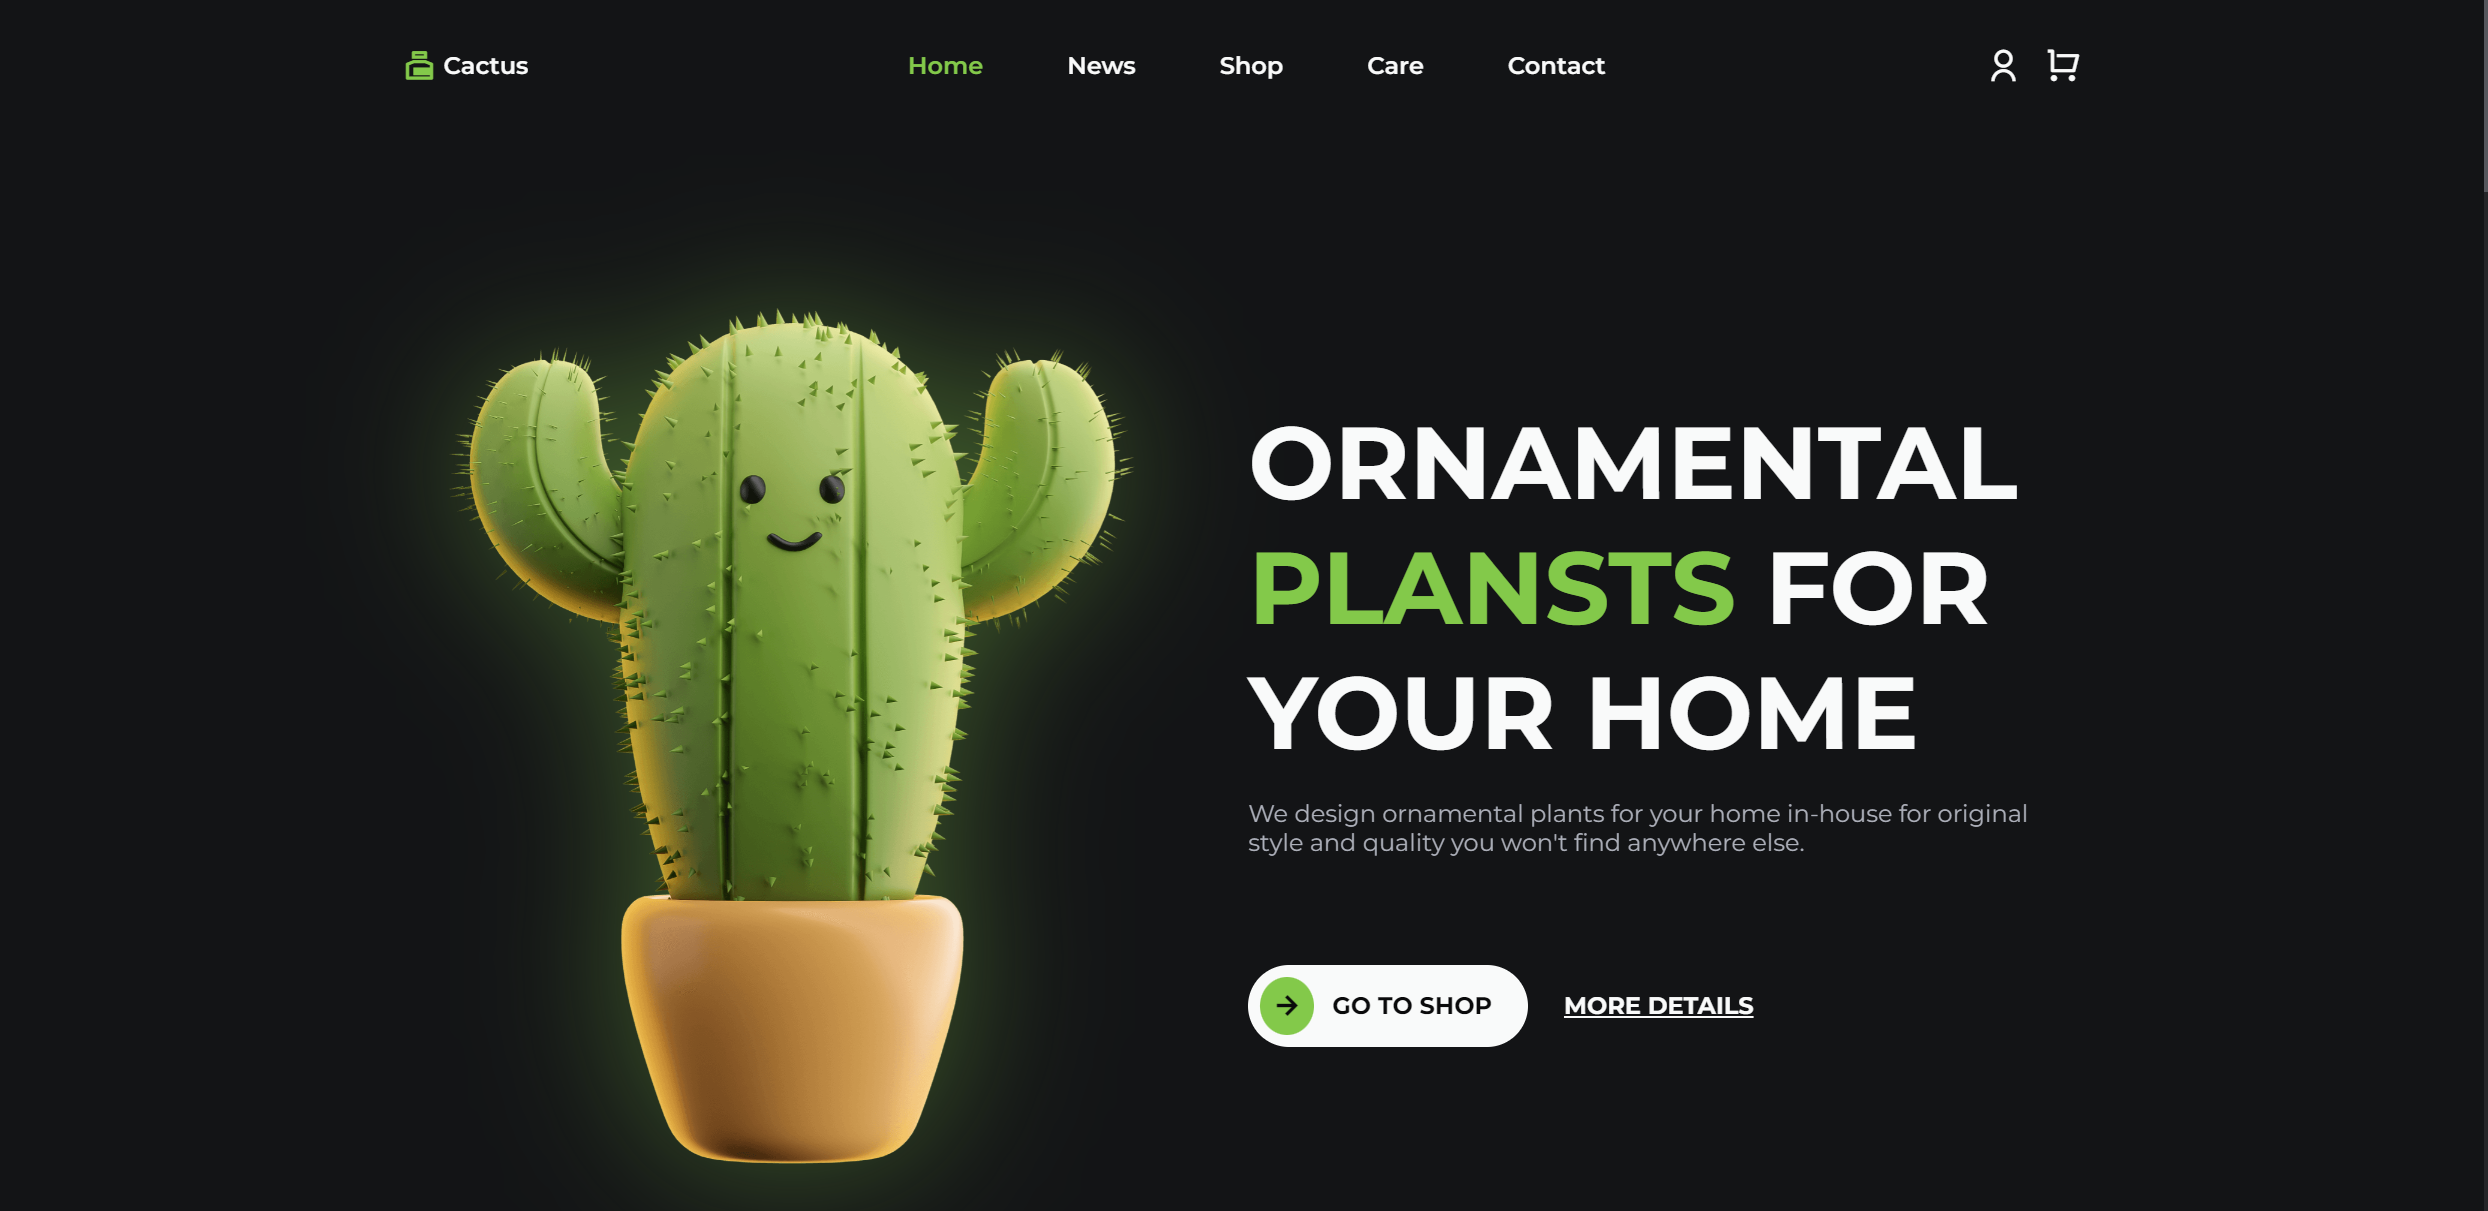 Cactus
Home News Shop Care Contact
ORNAMENTAL
PLANSTS FOR
YOUR HOME
We design ornamental plants for your home in-house for original
style and quality you won't find anywhere else.
GO TO SHOP
MORE DETAILS